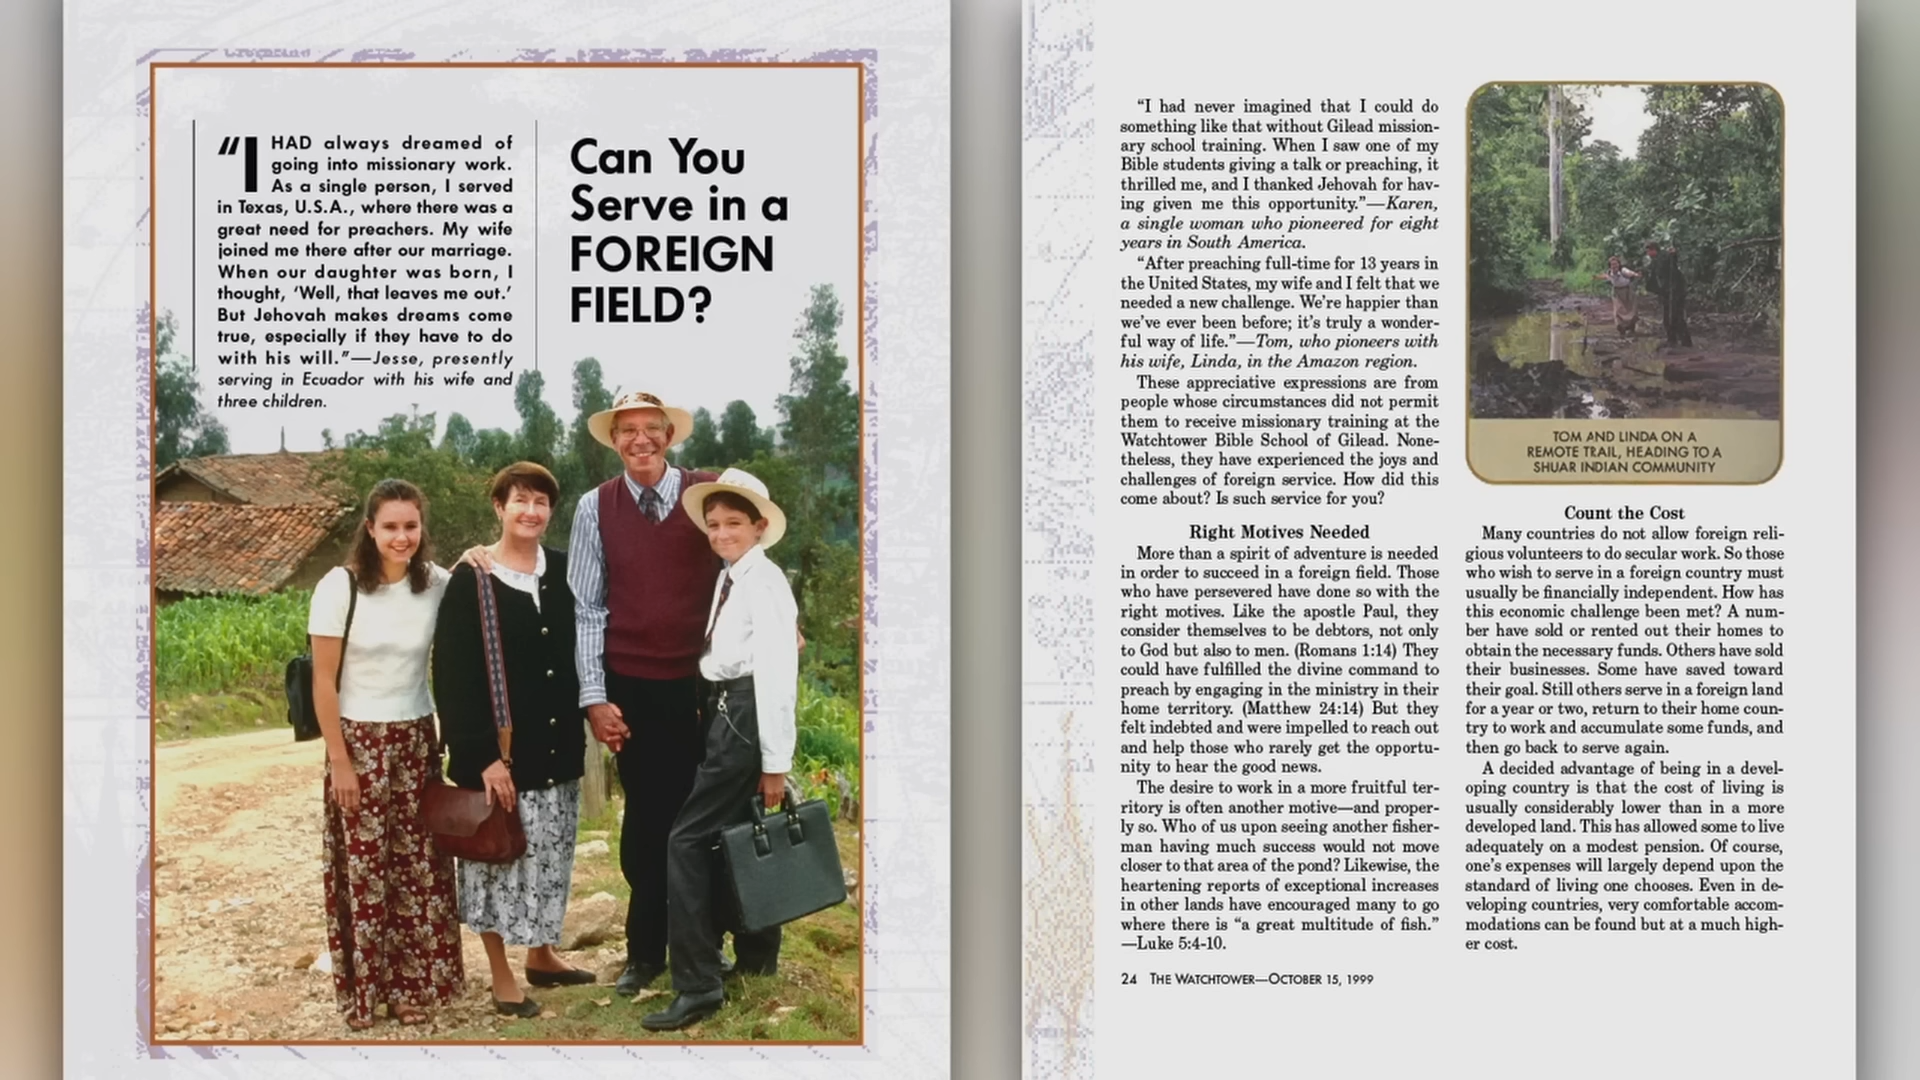 “I HAD always dreamed of
going into missionary work.
As a single person, I served
in Texas, U.S.A., where there was a
great need for preachers. My wife
joined me there after our marriage.
When our daughter was born, I
thought, ‘Well, that leaves me out.’
But Jehovah makes dreams come
true, especially if they have to do
with his will.”—Jesse, presently
serving in Ecuador with his wife and
three children.
Can You
Serve in a
FOREIGN
FIELD?
“I had never imagined that I could do
something like that without Gilead mission-
ary school training. When I saw one of my
Bible students giving a talk or preaching, it
thrilled me, and I thanked Jehovah for hav-
ing given me this opportunity.”—Karen,
a single woman who pioneered for eight
years in South America.
“After preaching full-time for 13 years in
the United States, my wife and I felt that we
needed a new challenge. We’re happier than
we’ve ever been before; it’s truly a wonder-
ful way of life.”—Tom, who pioneers with
his wife, Linda, in the Amazon region.
These appreciative expressions are from
people whose circumstances did not permit
them to receive missionary training at the
Watchtower Bible School of Gilead. None-
theless, they have experienced the joys and
challenges of foreign service. How did this
come about? Is such service for you?
Right Motives Needed
More than a spirit of adventure is needed
in order to succeed in a foreign field. Those
who have persevered have done so with the
right motives. Like the apostle Paul, they
consider themselves to be debtors, not only
to God but also to men. (Romans 1:14) They
could have fulfilled the divine command to
preach by engaging in the ministry in their
home territory. (Matthew 24:14) But they
felt indebted and were impelled to reach out
and help those who rarely get the opportu-
nity to hear the good news.
The desire to work in a more fruitful ter-
ritory is often another motive—and proper-
ly so. Who of us upon seeing another fisher-
man having much success would not move
closer to that area of the pond? Likewise, the
heartening reports of exceptional increases
in other lands have encouraged many to go
where there is “a great multitude of fish.”
—Luke 5:4-10.
TOM AND LINDA ON A
REMOTE TRAIL, HEADING TO A
SHUAR INDIAN COMMUNITY
Count the Cost
Many countries do not allow foreign reli-
gious volunteers to do secular work. So those
who wish to serve in a foreign country must
usually be financially independent. How has
this economic challenge been met? A num-
ber have sold or rented out their homes to
obtain the necessary funds. Others have sold
their businesses. Some have saved toward
their goal. Still others serve in a foreign land
for a year or two, return to their home coun-
try to work and accumulate some funds, and
then go back to serve again.
A decided advantage of being in a devel-
oping country is that the cost of living is
usually considerably lower than in a more
developed land. This has allowed some to live
adequately on a modest pension. Of course,
one’s expenses will largely depend upon the
standard of living one chooses. Even in de-
veloping countries, very comfortable accom-
modations can be found but at a much high-
er cost.
24 THE WATCHTOWER—OCTOBER 15, 1999